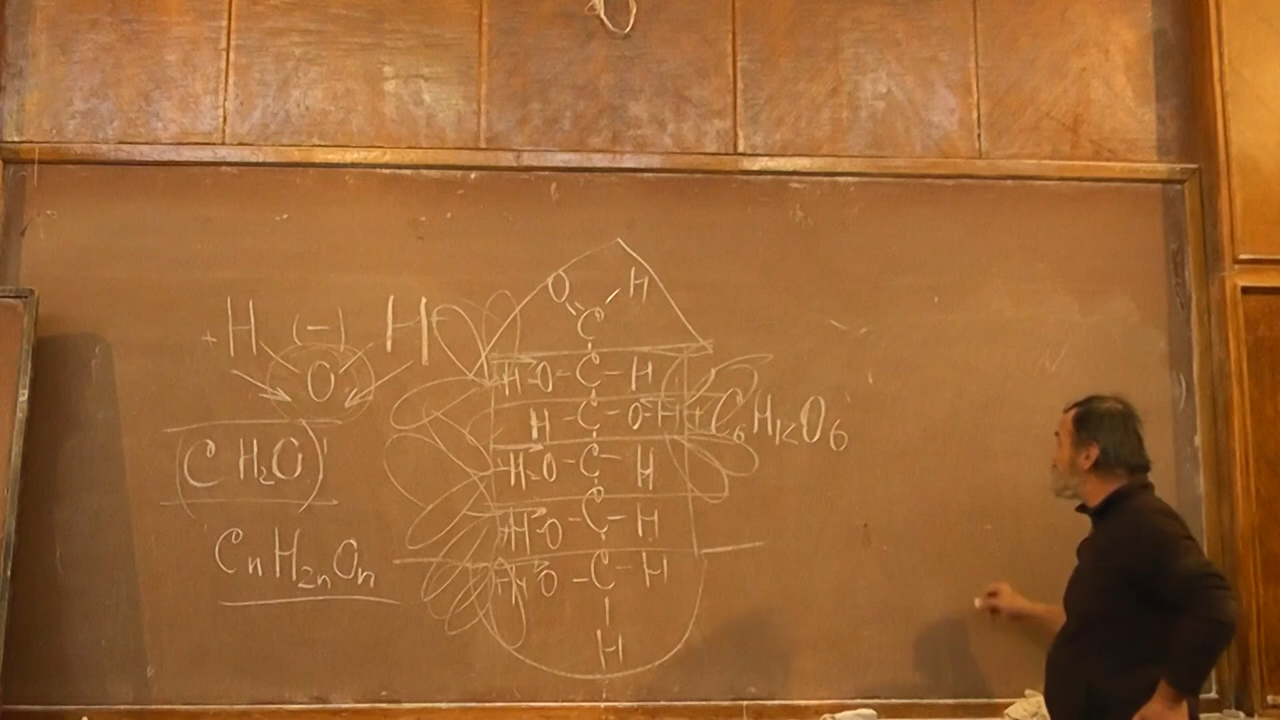 O H
C
H-O-C-H
H-C-O-H
H-O-C-H
H-O-C-H
H-O-C-H
H
+H (-) H+
O
(CH₂O)
CnH2nOn
C6H12O6